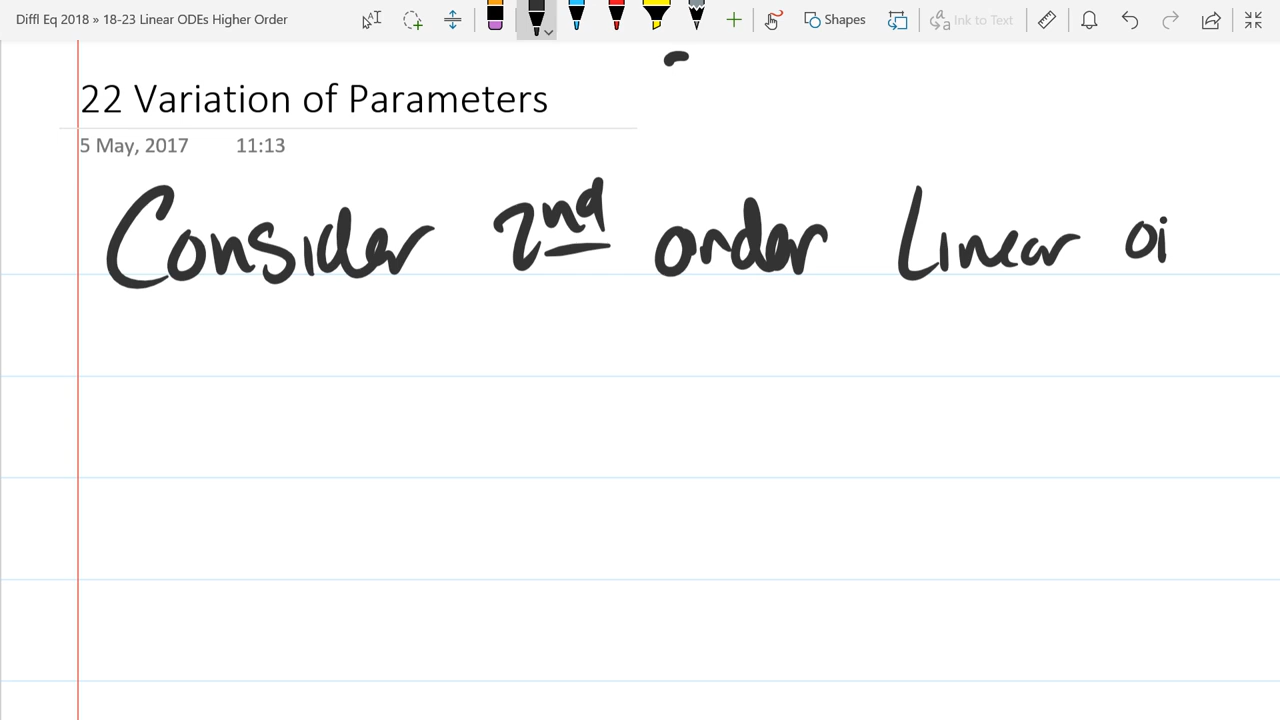 Diffl Eq 2018 » 18-23 Linear ODEs Higher Order
Shapes
Ink to Text
22 Variation of Parameters
5 May, 2017 11:13
Consider 2nd order Linear oi